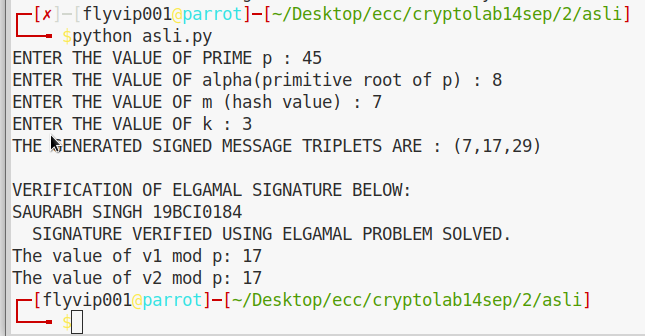 [✗]─[flyvip001@parrot]─[~/Desktop/ecc/cryptolab14sep/2/asli]
$python asli.py
ENTER THE VALUE OF PRIME p : 45
ENTER THE VALUE OF alpha(primitive root of p) : 8
ENTER THE VALUE OF m (hash value) : 7
ENTER THE VALUE OF k : 3
THE GENERATED SIGNED MESSAGE TRIPLETS ARE : (7,17,29)
VERIFICATION OF ELGAMAL SIGNATURE BELOW:
SAURABH SINGH 19BCI0184
SIGNATURE VERIFIED USING ELGAMAL PROBLEM SOLVED.
The value of v1 mod p: 17
The value of v2 mod p: 17
[flyvip001@parrot]─[~/Desktop/ecc/cryptolab14sep/2/asli]
$